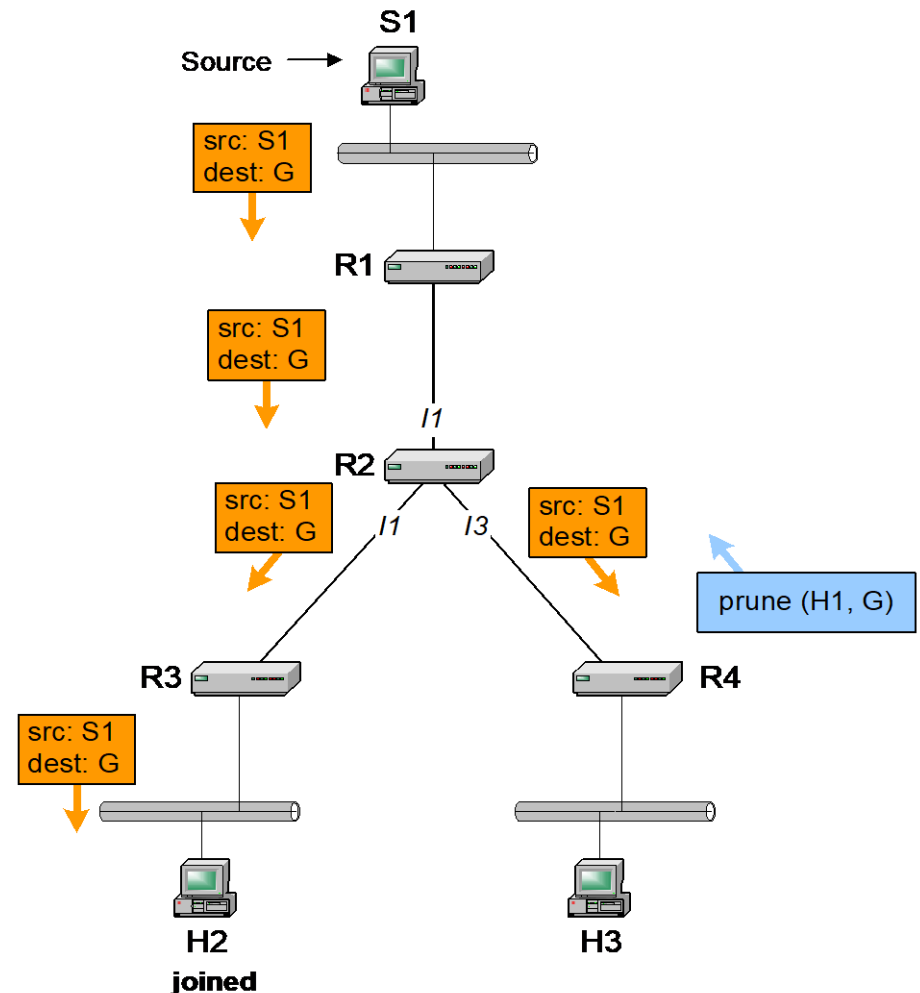 S1
Source
src: S1
dest: G
R1
src: S1
dest: G
I1
R2
src: S1
dest: G
I1
I3
src: S1
dest: G
prune (H1, G)
R3
R4
src: S1
dest: G
H2
joined
H3